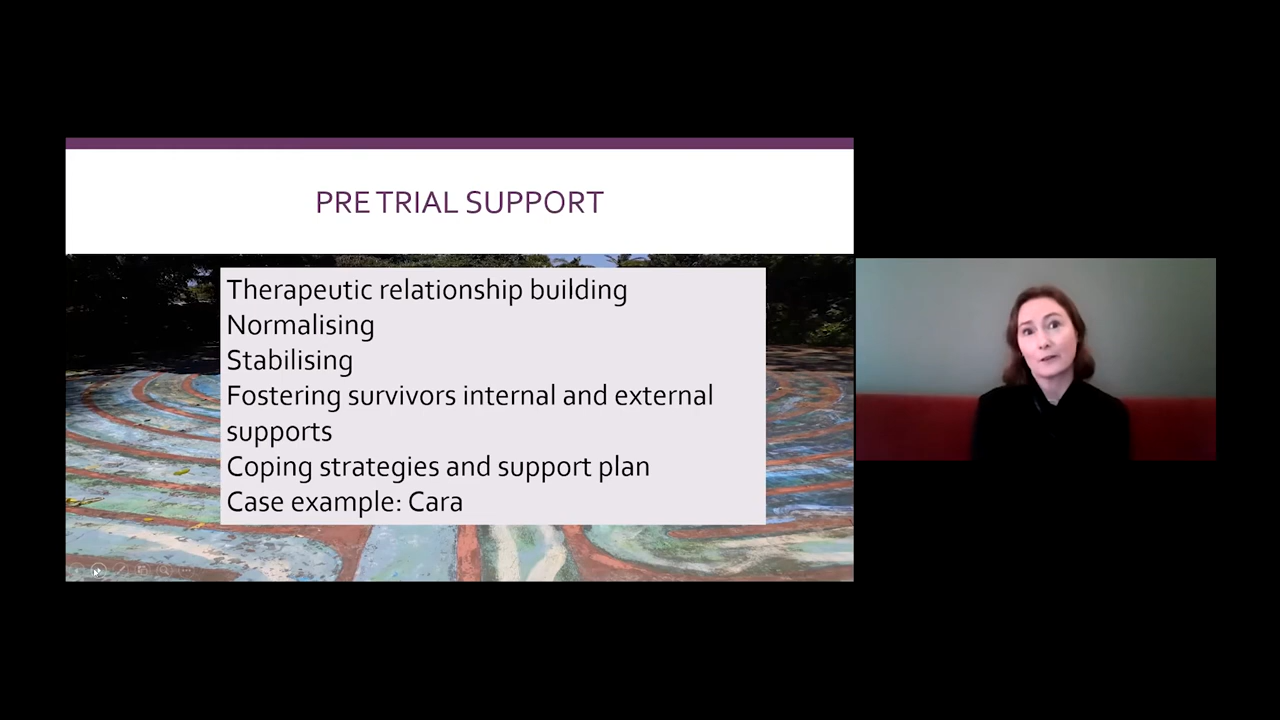 PRE TRIAL SUPPORT
Therapeutic relationship building
Normalising
Stabilising
Fostering survivors internal and external
supports
Coping strategies and support plan
Case example: Cara